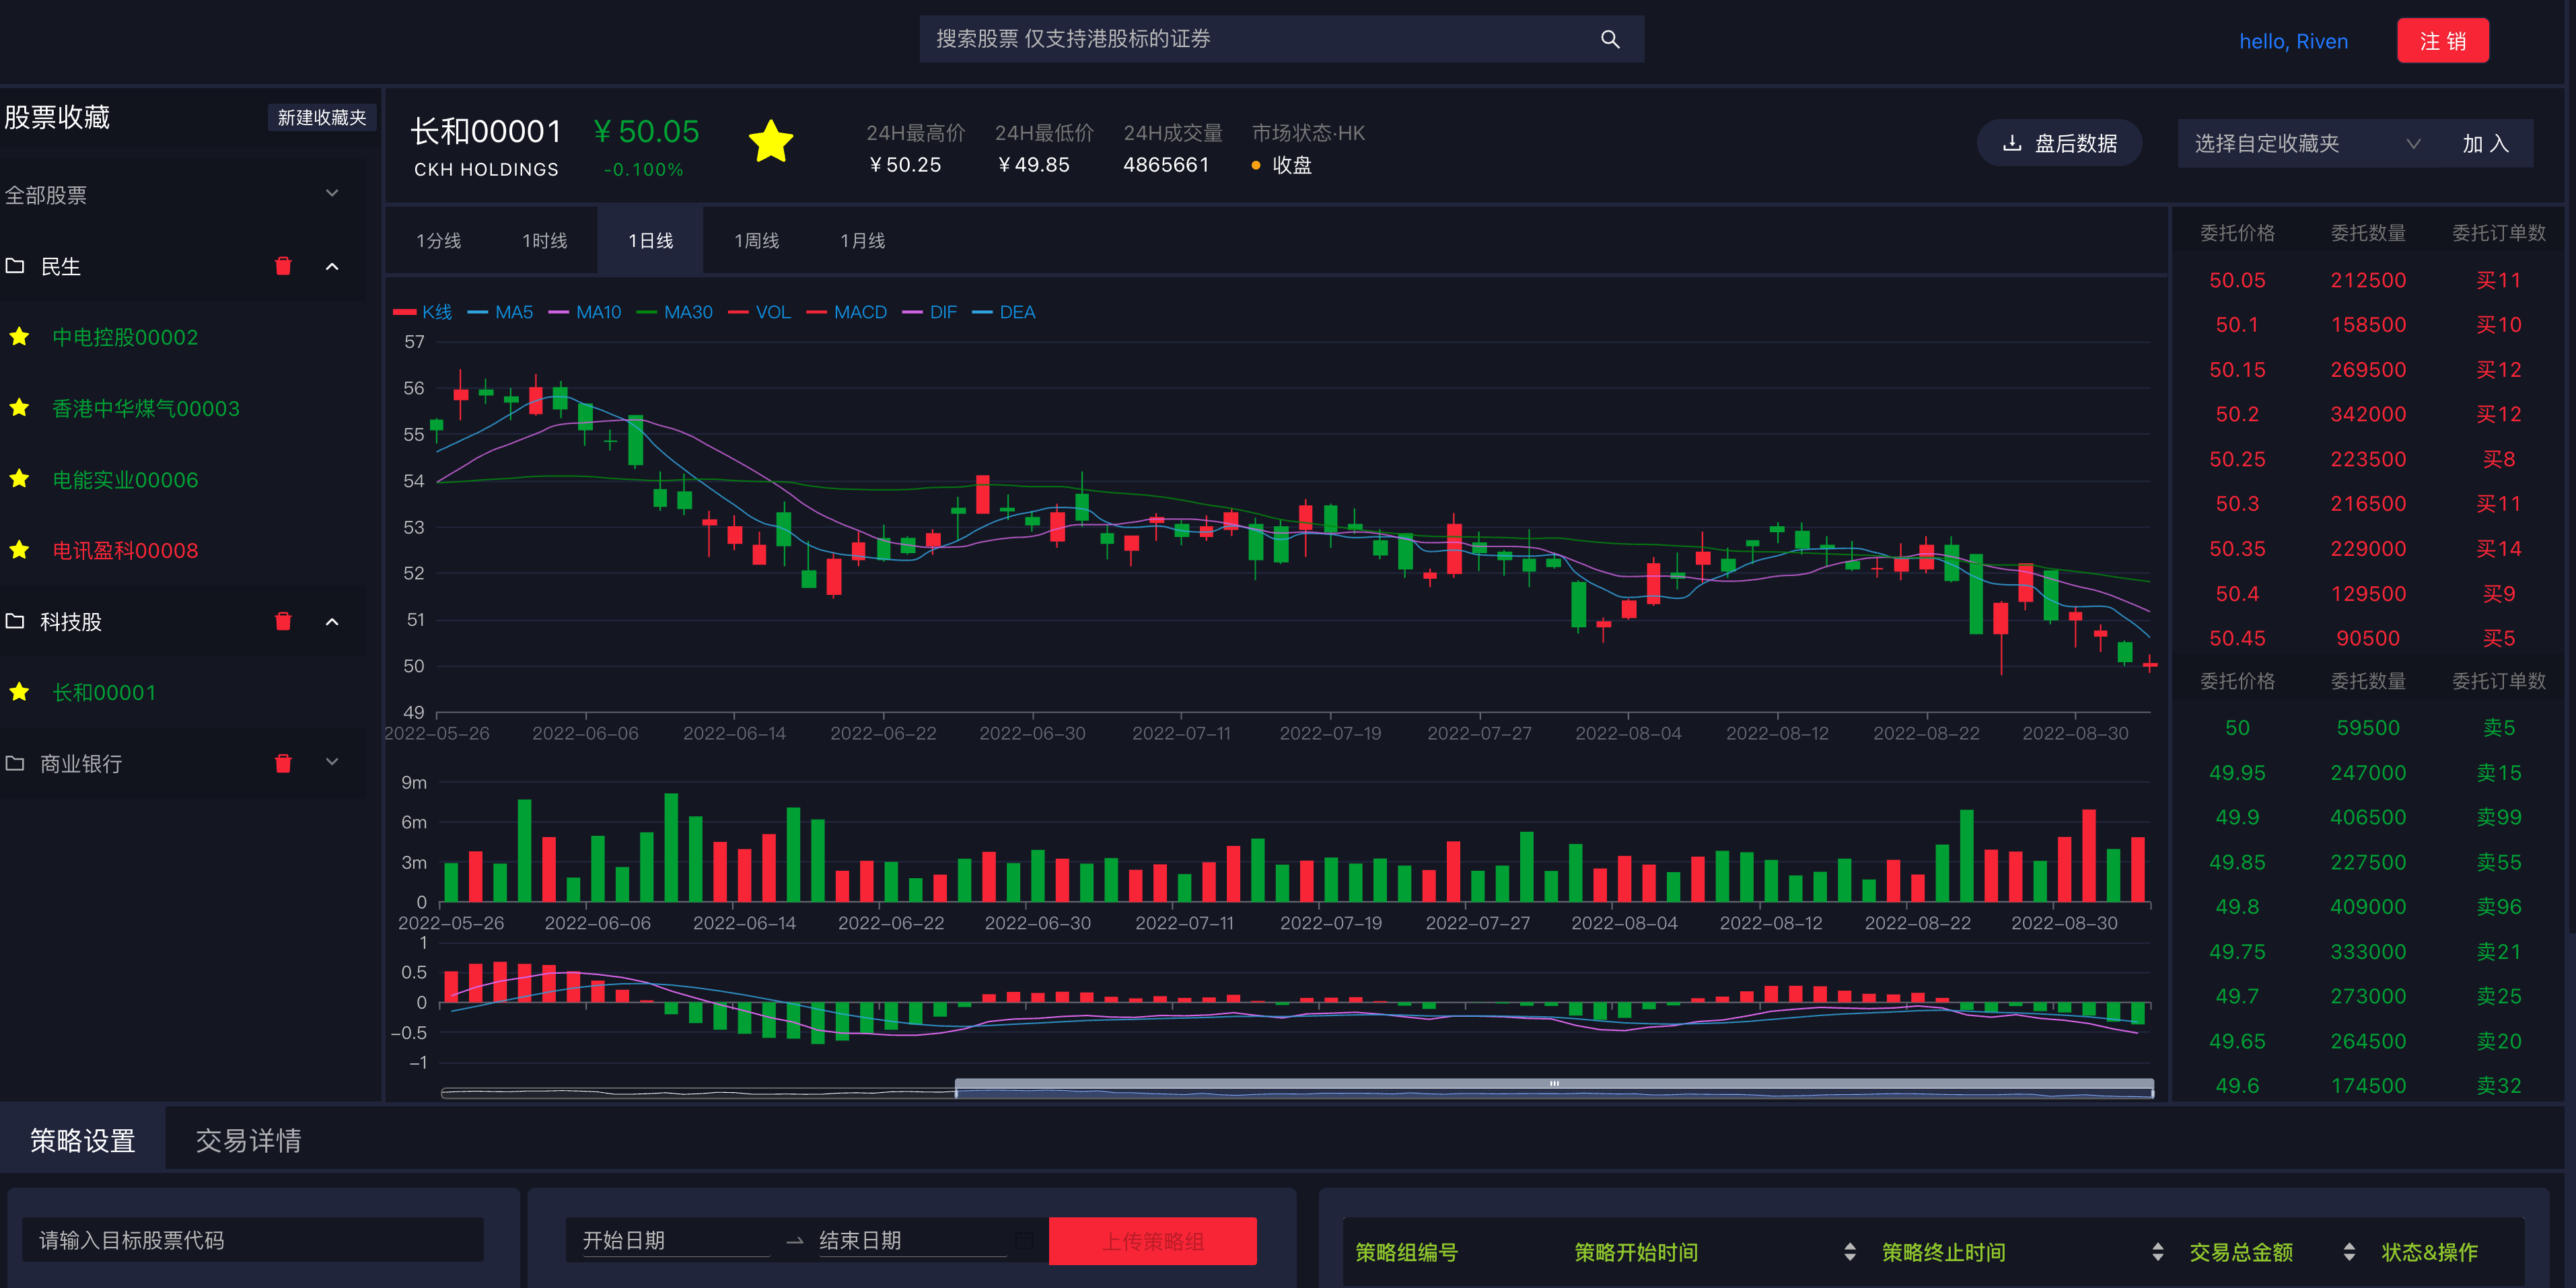 搜索股票 仅支持港股标的证券
hello, Riven
注 销
股票收藏
新建收藏夹
全部股票
民生
中电控股00002
香港中华煤气00003
电能实业00006
电讯盈科00008
科技股
长和00001
商业银行
长和00001 ¥50.05
CKH HOLDINGS -0.100%
24H最高价 24H最低价 24H成交量 市场状态·HK
¥50.25 ¥49.85 4865661 收盘
盘后数据
选择自定收藏夹
加 入
1分线 1时线 1日线 1周线 1月线
K线 MA5 MA10 MA30 VOL MACD DIF DEA
57
56
55
54
53
52
51
50
49
2022-05-26 2022-06-06 2022-06-14 2022-06-22 2022-06-30 2022-07-11 2022-07-19 2022-07-27 2022-08-04 2022-08-12 2022-08-22 2022-08-30
9m
6m
3m
0
2022-05-26 2022-06-06 2022-06-14 2022-06-22 2022-06-30 2022-07-11 2022-07-19 2022-07-27 2022-08-04 2022-08-12 2022-08-22 2022-08-30
1
0.5
0
-0.5
-1
委托价格 委托数量 委托订单数
50.05 212500 买11
50.1 158500 买10
50.15 269500 买12
50.2 342000 买12
50.25 223500 买8
50.3 216500 买11
50.35 229000 买14
50.4 129500 买9
50.45 90500 买5
委托价格 委托数量 委托订单数
50 59500 卖5
49.95 247000 卖15
49.9 406500 卖99
49.85 227500 卖55
49.8 409000 卖96
49.75 333000 卖21
49.7 273000 卖25
49.65 264500 卖20
49.6 174500 卖32
策略设置 交易详情
请输入目标股票代码
开始日期 → 结束日期
上传策略组
策略组编号 策略开始时间 策略终止时间 交易总金额 状态&操作